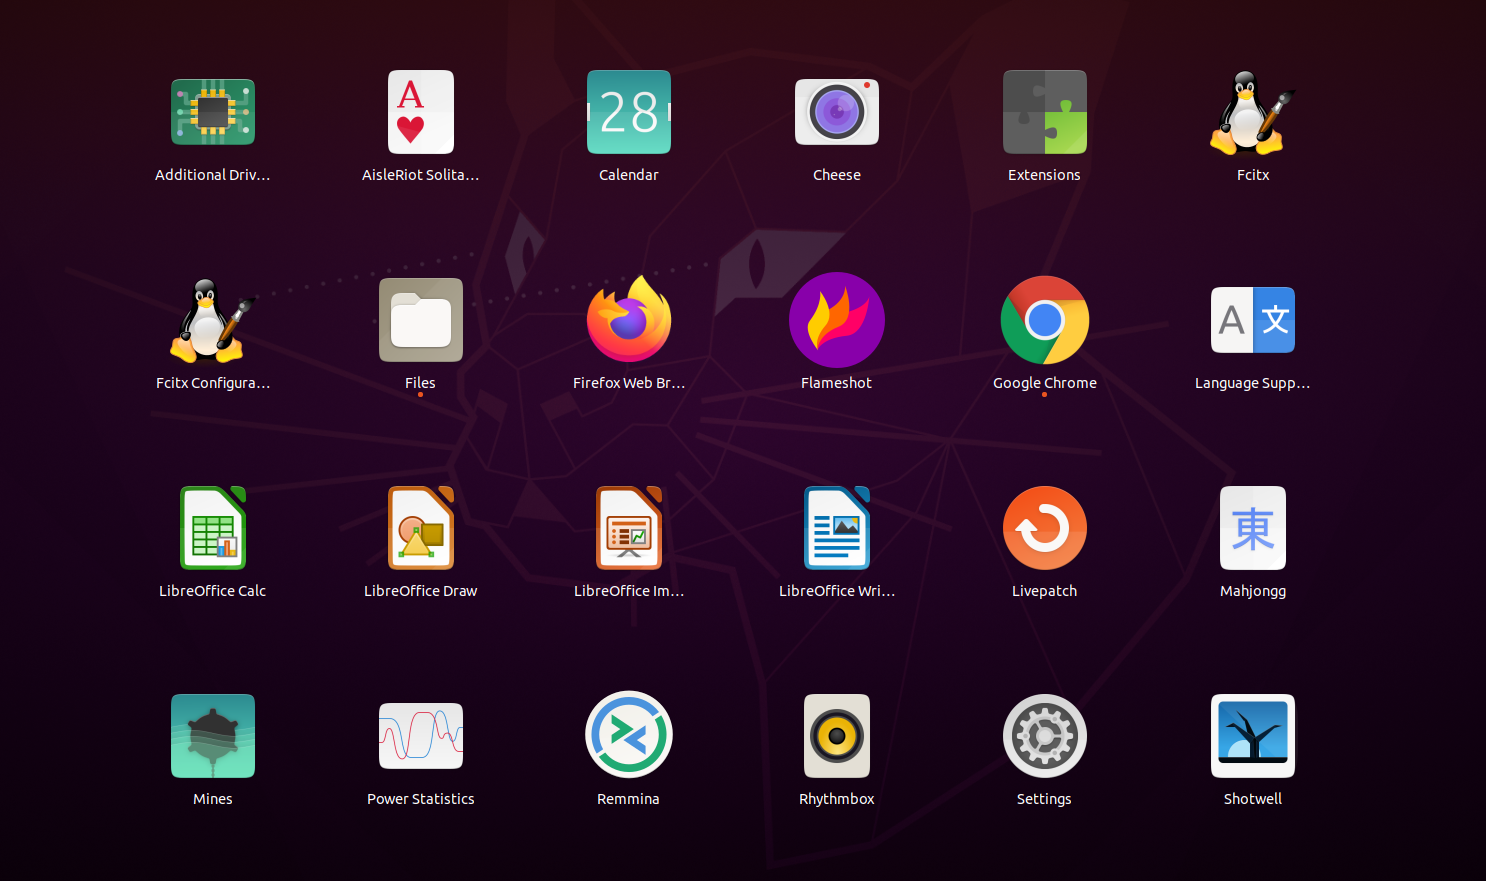 A
28
Additional Driv...
AisleRiot Solita...
Calendar
Cheese
Extensions
Fcitx
A 文
Fcitx Configura...
Files
Firefox Web Br...
Flameshot
Google Chrome
Language Supp...
東
LibreOffice Calc
LibreOffice Draw
LibreOffice Im...
LibreOffice Wri...
Livepatch
Mahjongg
Mines
Power Statistics
Remmina
Rhythmbox
Settings
Shotwell